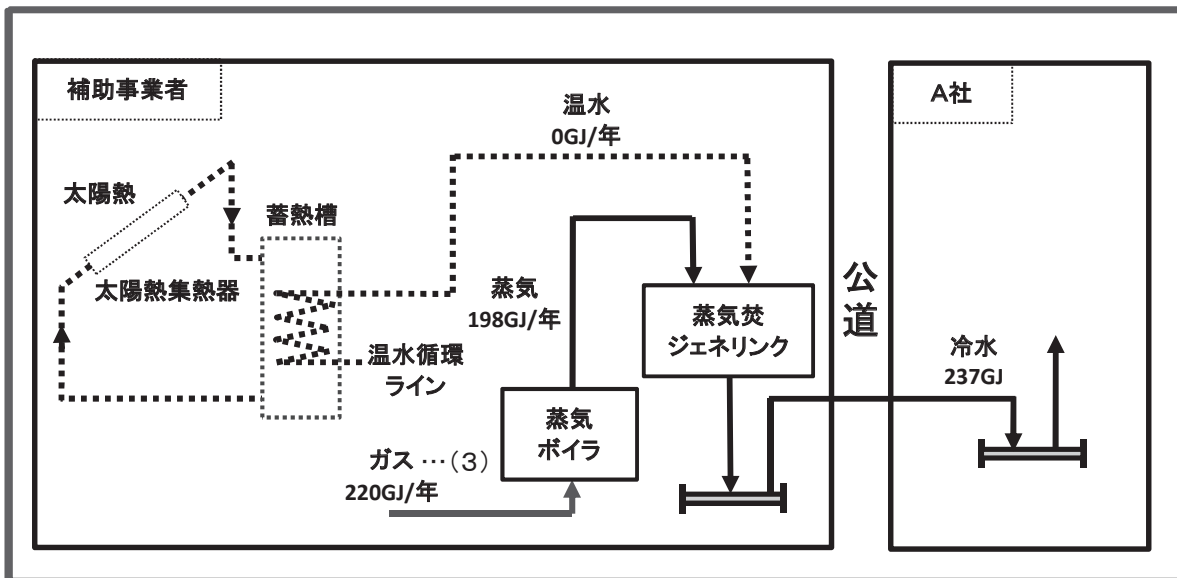 補助事業者
A社
温水
0GJ/年
太陽熱
蓄熱槽
太陽熱集熱器
蒸気
198GJ/年
蒸気焚
ジェネリンク
公道
冷水
237GJ
温水循環
ライン
蒸気
ボイラ
ガス …(3)
220GJ/年